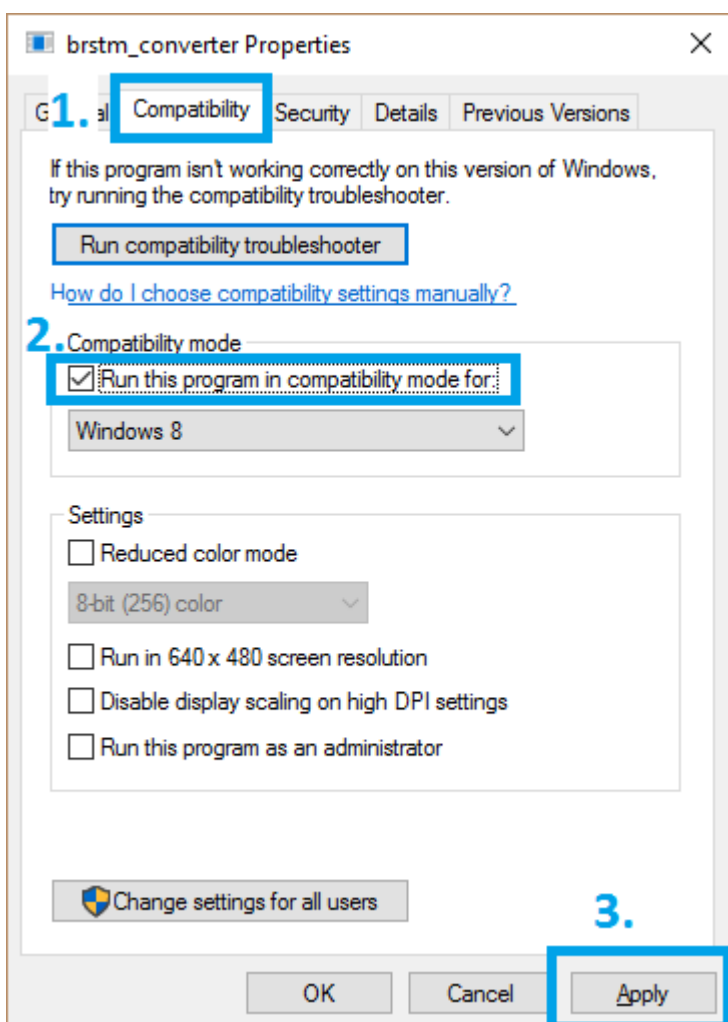 brstm_converter Properties
1.
G al Compatibility Security Details Previous Versions
If this program isn't working correctly on this version of Windows,
try running the compatibility troubleshooter.
Run compatibility troubleshooter
How do I choose compatibility settings manually?
2.
Compatibility mode
Run this program in compatibility mode for:
Windows 8
Settings
Reduced color mode
8-bit (256) color
Run in 640 x 480 screen resolution
Disable display scaling on high DPI settings
Run this program as an administrator
Change settings for all users
3.
OK Cancel Apply